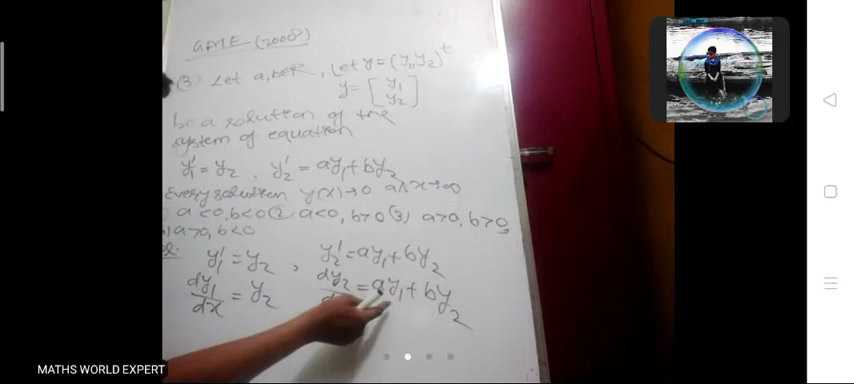 GATE (2008)
(3) Let a, b∈R, Let y = (y₁, y₂)ᵗ
y = [ y₁ y₂ ]
be a solution of the
system of equation
y₁' = y₂ , y₂' = ay₁ + by₂
Every solution y(x) → 0 as x → ∞
a < 0, b < 0 (2) a < 0, b > 0 (3) a > 0, b > 0,
a > 0, b < 0
y₁' = y₂ , y₂' = ay₁ + by₂
dy₁/dx = y₂ dy₂ = ay₁ + by₂
MATHS WORLD EXPERT